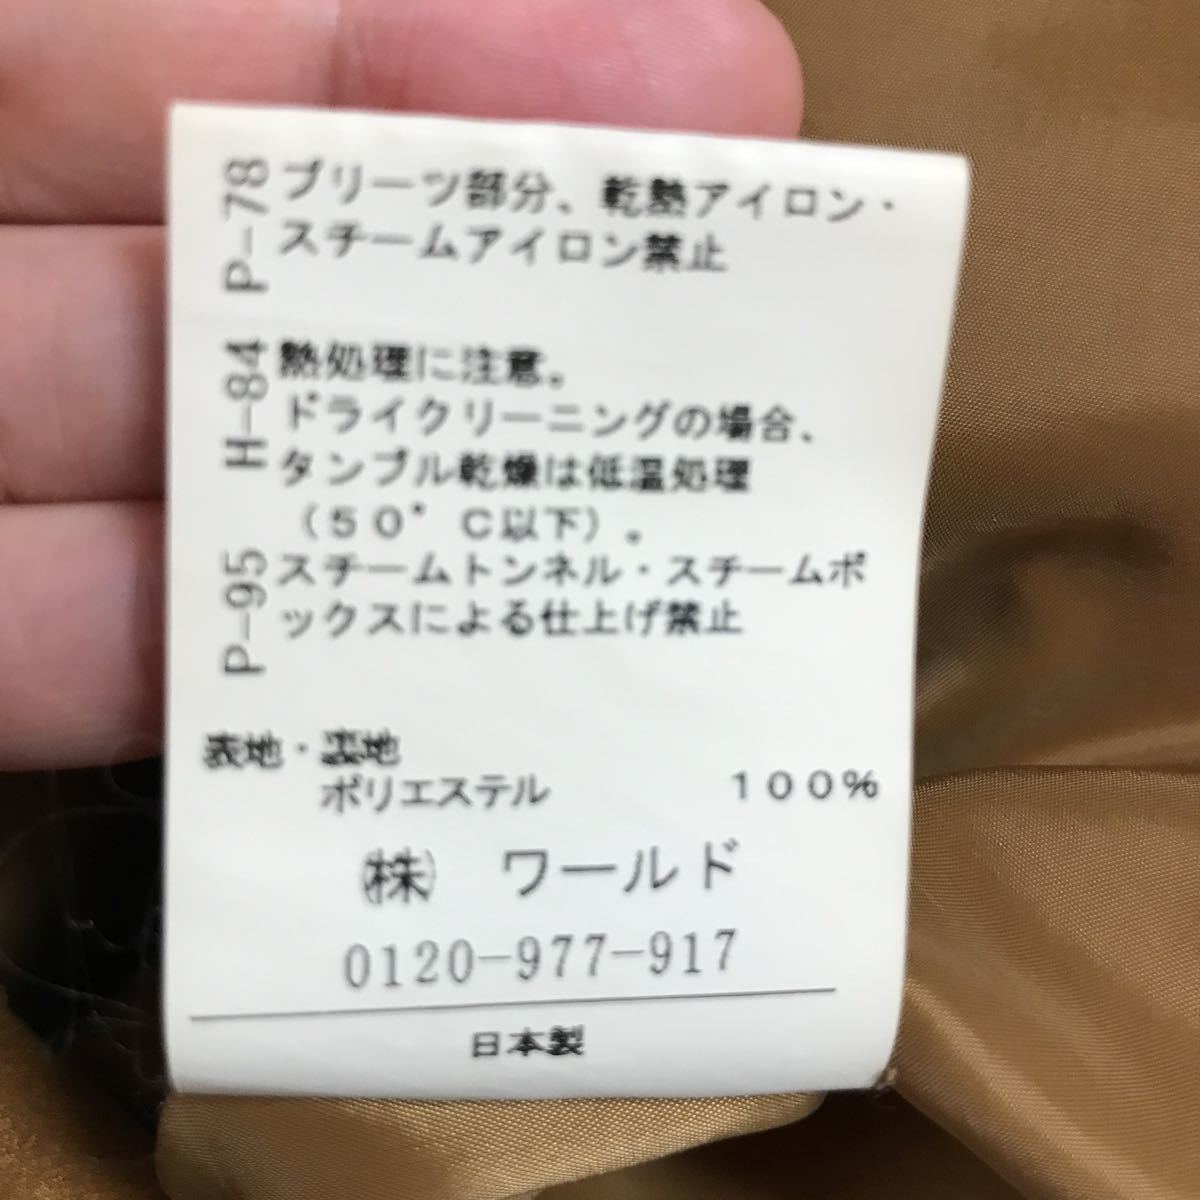 P-78 プリーツ部分、乾熱アイロン・
スチームアイロン禁止
H-84 熱処理に注意。
ドライクリーニングの場合、
タンブル乾燥は低温処理
（50°C以下）。
P-95 スチームトンネル・スチームボ
ックスによる仕上げ禁止
表地・裏地
ポリエステル 100%
㈱ ワールド
0120-977-917
日本製